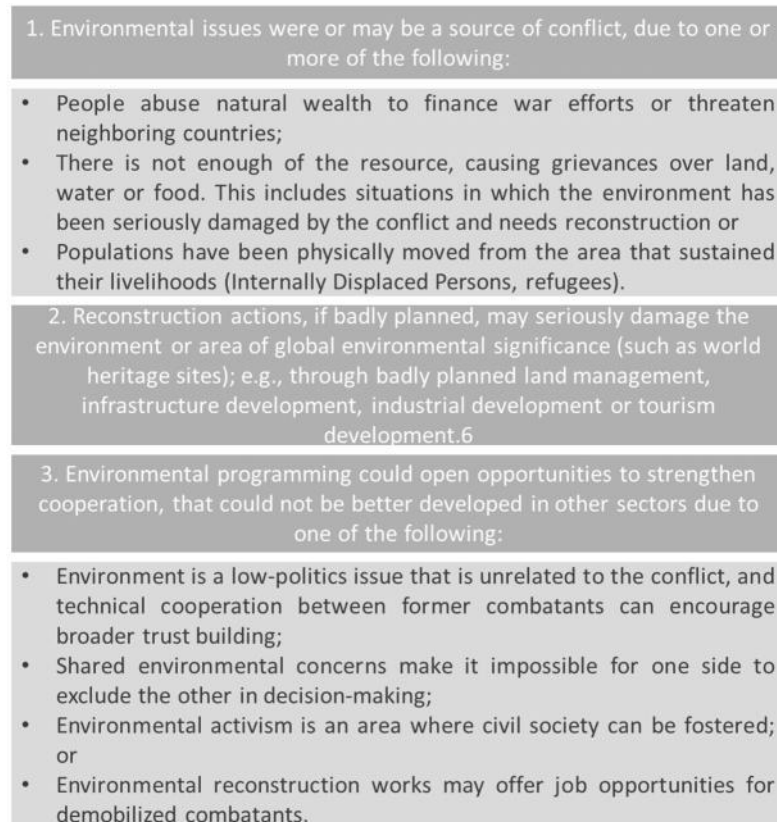 1. Environmental issues were or may be a source of conflict, due to one or
more of the following:
• People abuse natural wealth to finance war efforts or threaten
neighboring countries;
• There is not enough of the resource, causing grievances over land,
water or food. This includes situations in which the environment has
been seriously damaged by the conflict and needs reconstruction or
• Populations have been physically moved from the area that sustained
their livelihoods (Internally Displaced Persons, refugees).
2. Reconstruction actions, if badly planned, may seriously damage the
environment or area of global environmental significance (such as world
heritage sites); e.g., through badly planned land management,
infrastructure development, industrial development or tourism
development.6
3. Environmental programming could open opportunities to strengthen
cooperation, that could not be better developed in other sectors due to
one of the following:
• Environment is a low-politics issue that is unrelated to the conflict, and
technical cooperation between former combatants can encourage
broader trust building;
• Shared environmental concerns make it impossible for one side to
exclude the other in decision-making;
• Environmental activism is an area where civil society can be fostered;
or
• Environmental reconstruction works may offer job opportunities for
demobilized combatants.